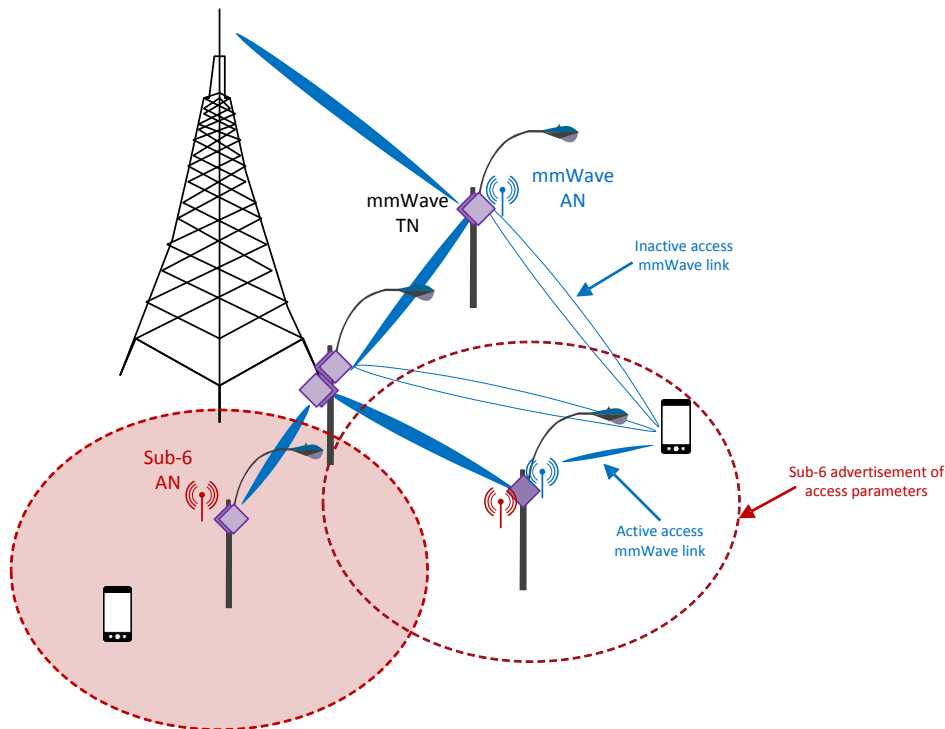 mmWave
AN
mmWave
TN
Inactive access
mmWave link
Sub-6
AN
Sub-6 advertisement of
access parameters
Active access
mmWave link